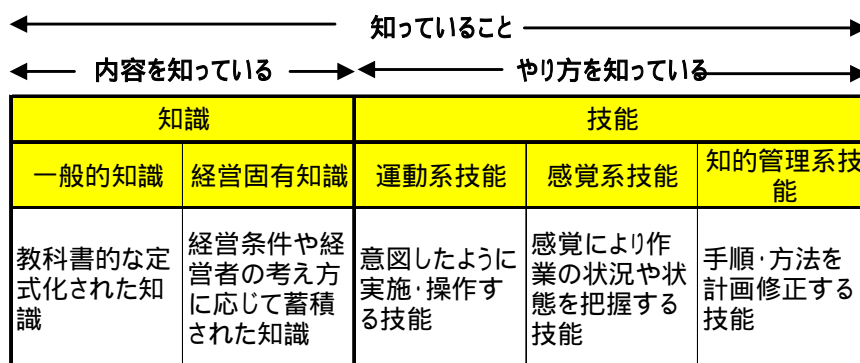 知っていること
内容を知っている
やり方を知っている
知識
技能
一般的知識
経営固有知識
運動系技能
感覚系技能
知的管理系技
能
教科書的な定
式化された知
識
経営条件や経
営者の考え方
に応じて蓄積
された知識
意図したように
実施･操作す
る技能
感覚により作
業の状況や状
態を把握する
技能
手順･方法を
計画修正する
技能